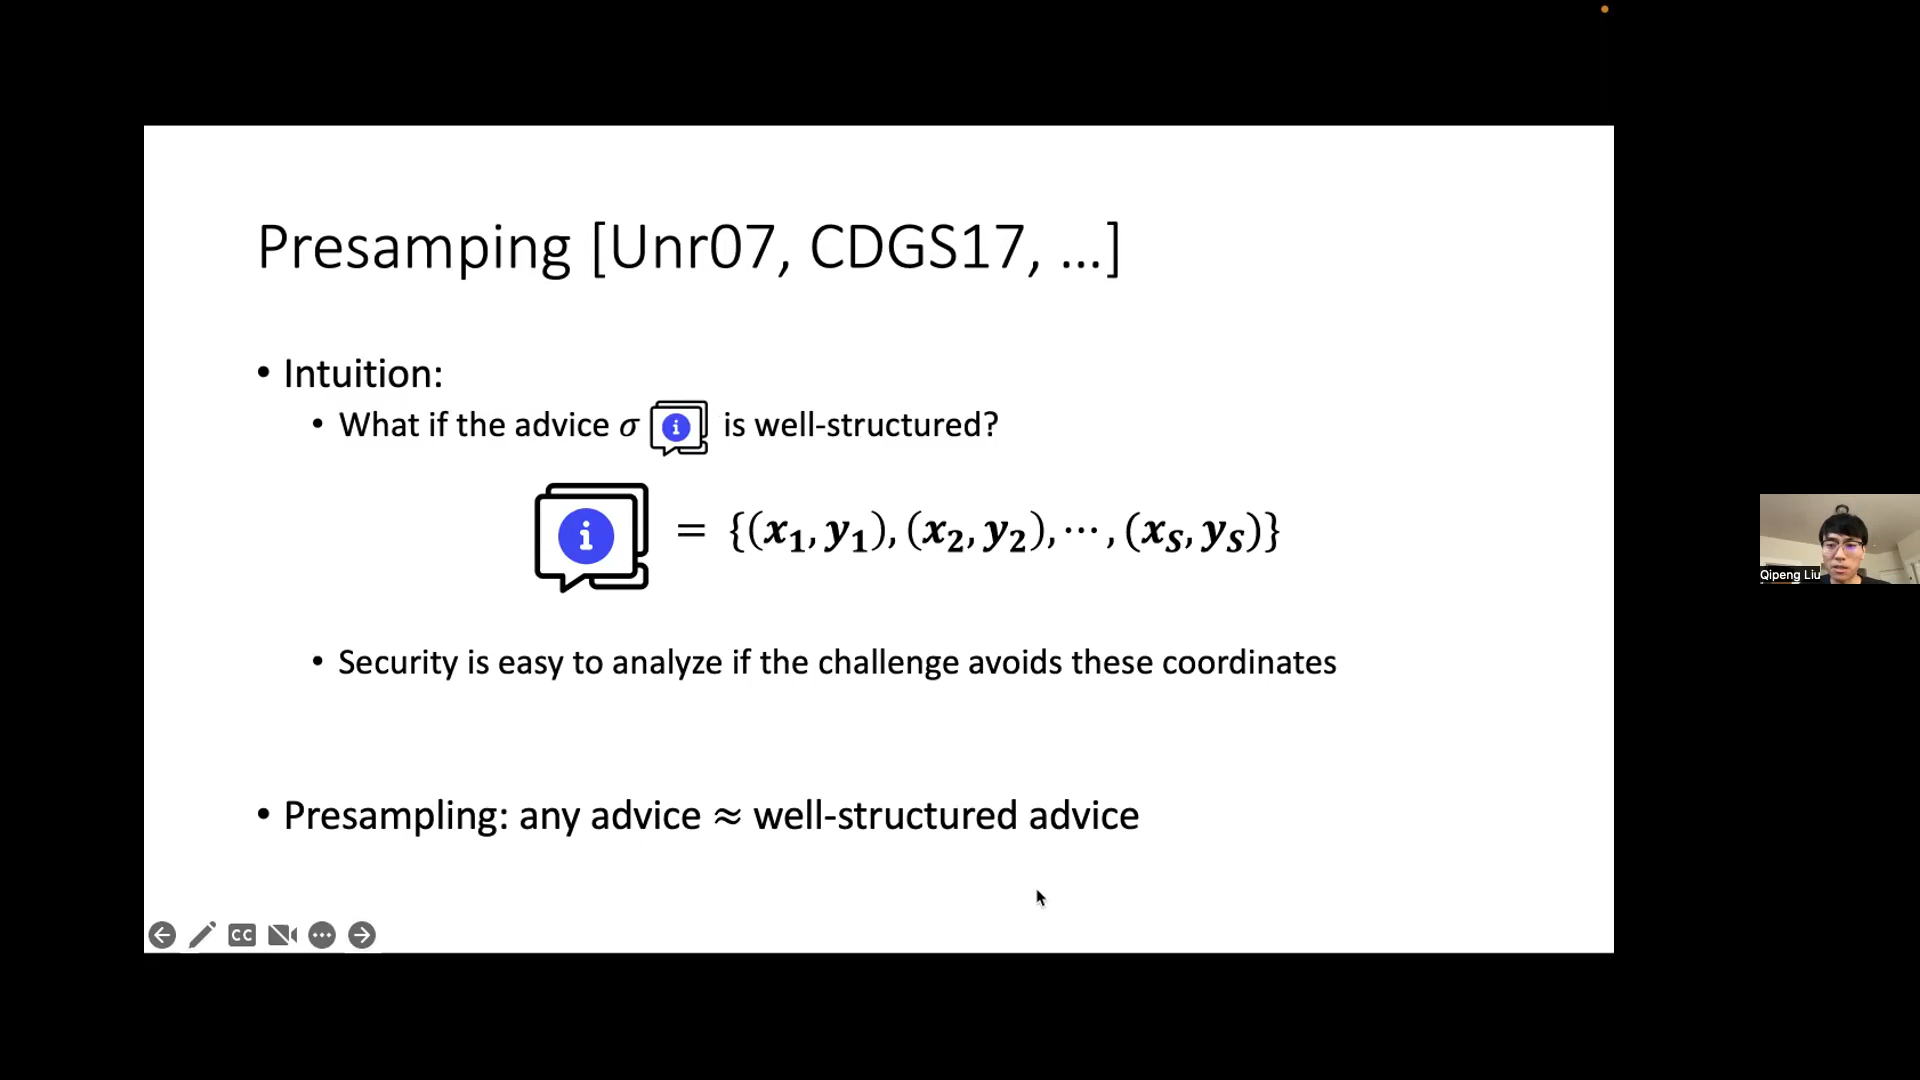 Presamping [Unr07, CDGS17, ...]
• Intuition:
• What if the advice σ i is well-structured?
i = {(x₁, y₁), (x₂, y₂), ⋯, (x_S, y_S)}
• Security is easy to analyze if the challenge avoids these coordinates
• Presampling: any advice ≈ well-structured advice
CC
Qipeng Liu